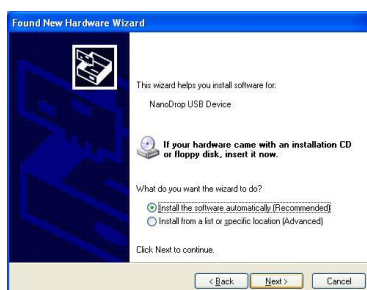 Found New Hardware Wizard
This wizard helps you install software for:
NanoDrop USB Device
If your hardware came with an installation CD
or floppy disk, insert it now.
What do you want the wizard to do?
Install the software automatically (Recommended)
Install from a list or specific location (Advanced)
Click Next to continue.
< Back Next > Cancel